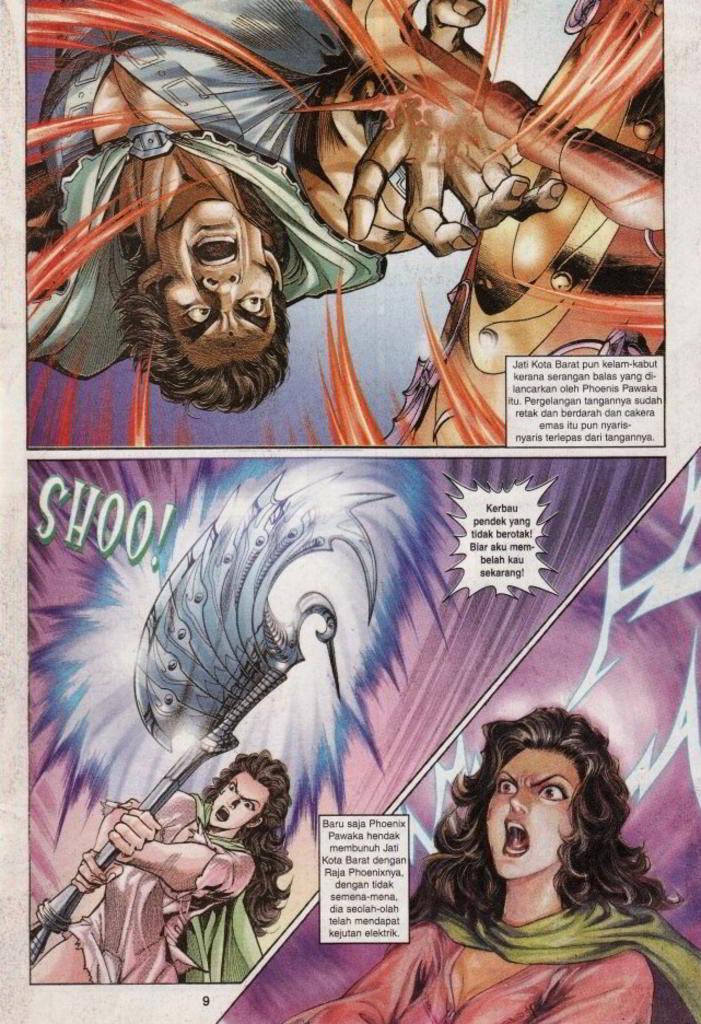 Jati Kota Barat pun kelam-kabut
kerana serangan balas yang di-
lancarkan oleh Phoenis Pawaka
itu. Pergelangan tangannya sudah
retak dan berdarah dan cakera
emas itu pun nyaris-
nyaris terlepas dari tangannya.
SHOO!
Kerbau
pendek yang
tidak berotak!
Biar aku mem-
belah kau
sekarang!
Baru saja Phoenix
Pawaka hendak
membunuh Jati
Kota Barat dengan
Raja Phoenixnya,
dengan tidak
semena-mena,
dia seolah-olah
telah mendapat
kejutan elektrik.
9